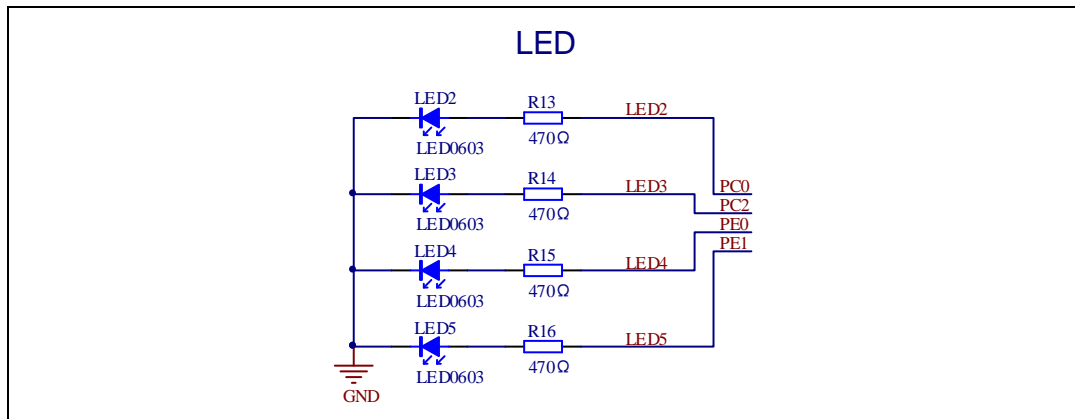 LED
LED2
R13
LED2
470Ω
LED0603
LED3
R14
LED3
PC0
470Ω
PC2
LED0603
PE0
LED4
R15
LED4
PE1
470Ω
LED0603
LED5
R16
LED5
470Ω
LED0603
GND